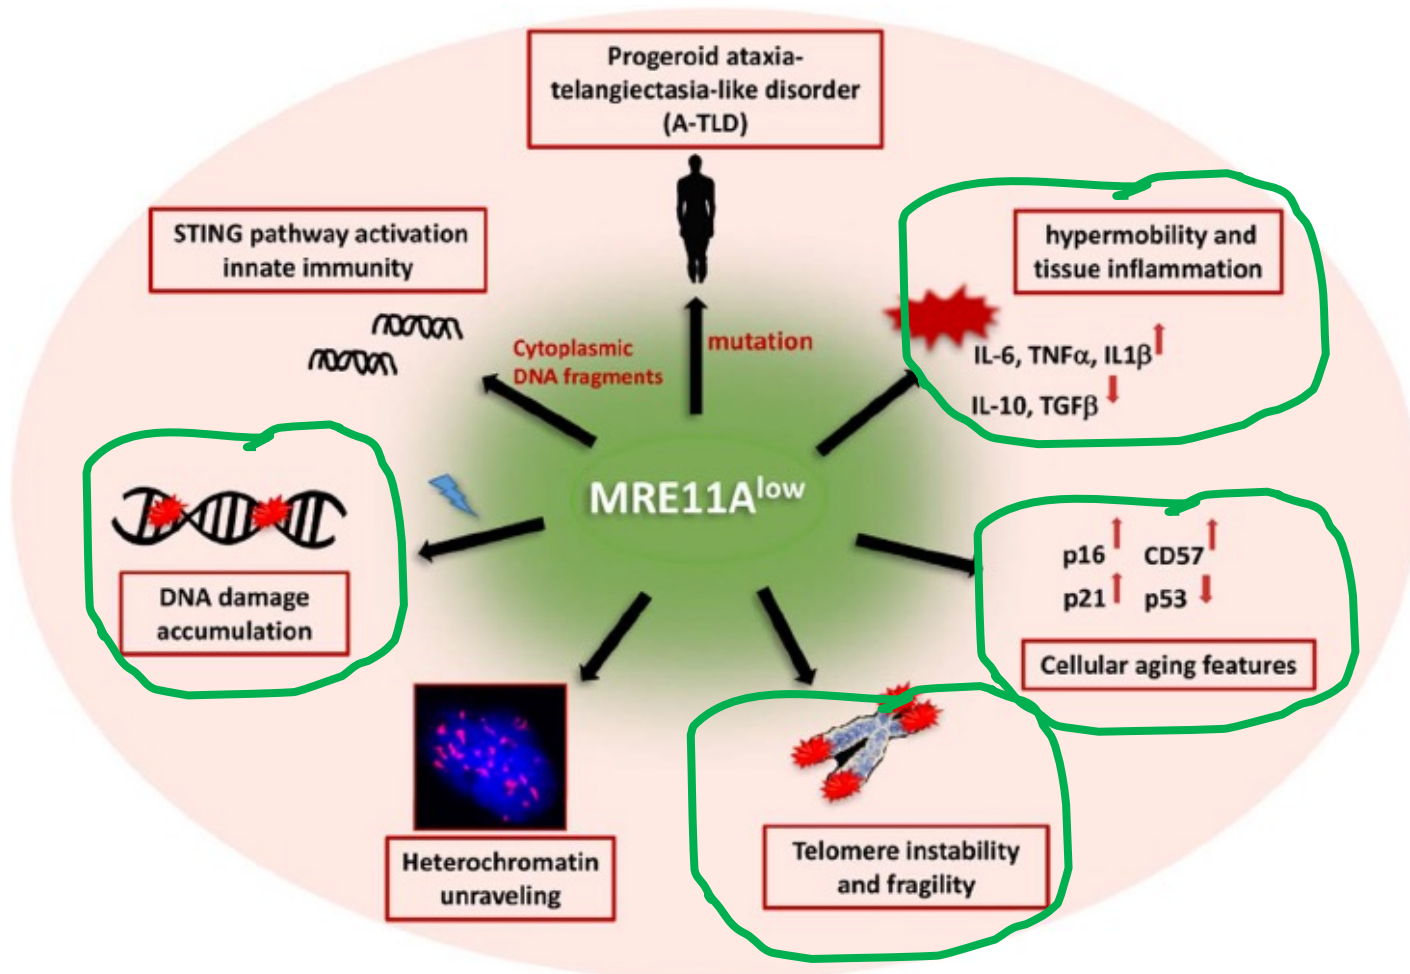 Progeroid ataxia-
telangiectasia-like disorder
(A-TLD)
STING pathway activation
innate immunity
hypermobility and
tissue inflammation
Cytoplasmic
DNA fragments
mutation
IL-6, TNFα, IL1β
IL-10, TGFβ
MRE11Alow
DNA damage
accumulation
p16 CD57
p21 p53
Cellular aging features
Heterochromatin
unraveling
Telomere instability
and fragility